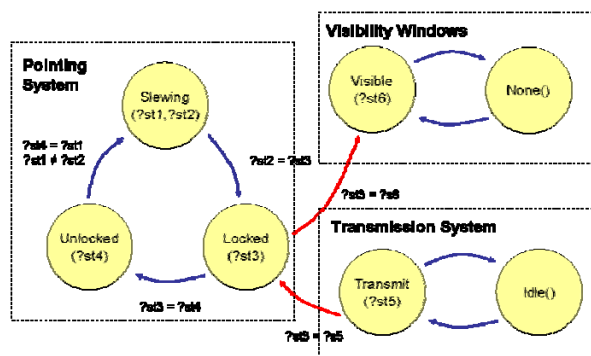 Pointing
System
Slewing
(?st1,?st2)
?st4 = ?st1
?st1 ≠ ?st2
?st2 = ?st3
Unlocked
(?st4)
Locked
(?st3)
?st3 = ?st4
Visibility Windows
Visible
(?st6)
None()
?st3 = ?s6
Transmission System
Transmit
(?st5)
Idle()
?st3 = ?s5